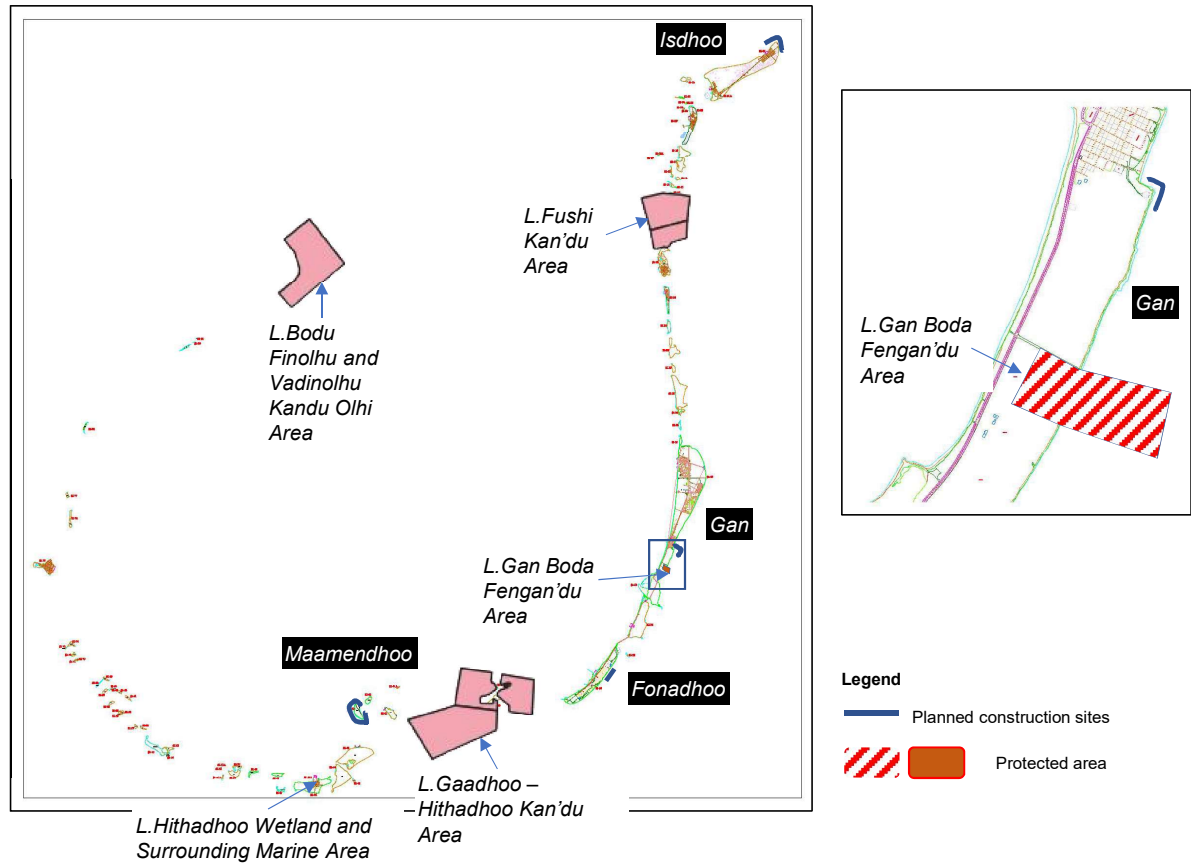 Isdhoo
L.Fushi
Kan'du
Area
L.Bodu
Finolhu and
Vadinolhu
Kandu Olhi
Area
Gan
L.Gan Boda
Fengan'du
Area
Maamendhoo
Fonadhoo
L.Gaadhoo –
Hithadhoo Kan'du
Area
L.Hithadhoo Wetland and
Surrounding Marine Area
Gan
L.Gan Boda
Fengan'du
Area
Legend
Planned construction sites
Protected area